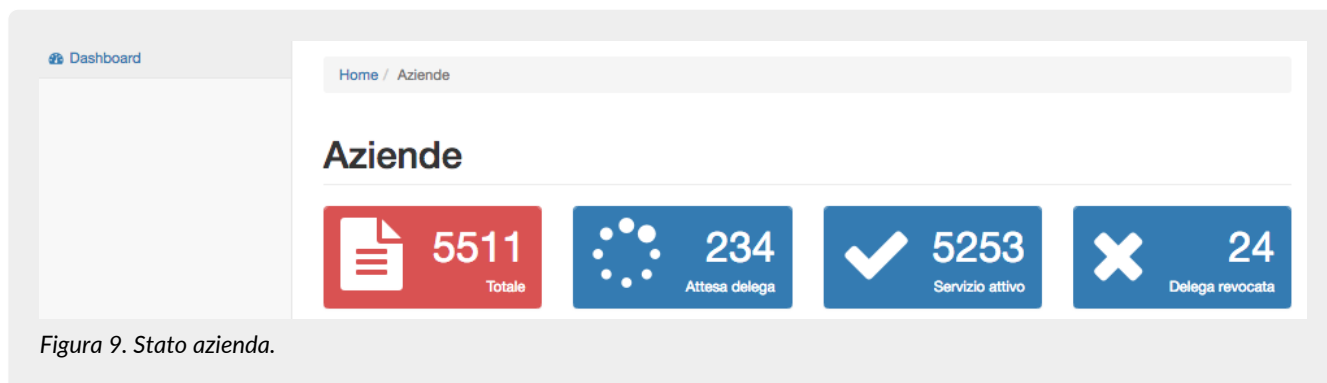 Dashboard
Home / Aziende
Aziende
5511
Totale
234
Attesa delega
5253
Servizio attivo
24
Delega revocata
Figura 9. Stato azienda.